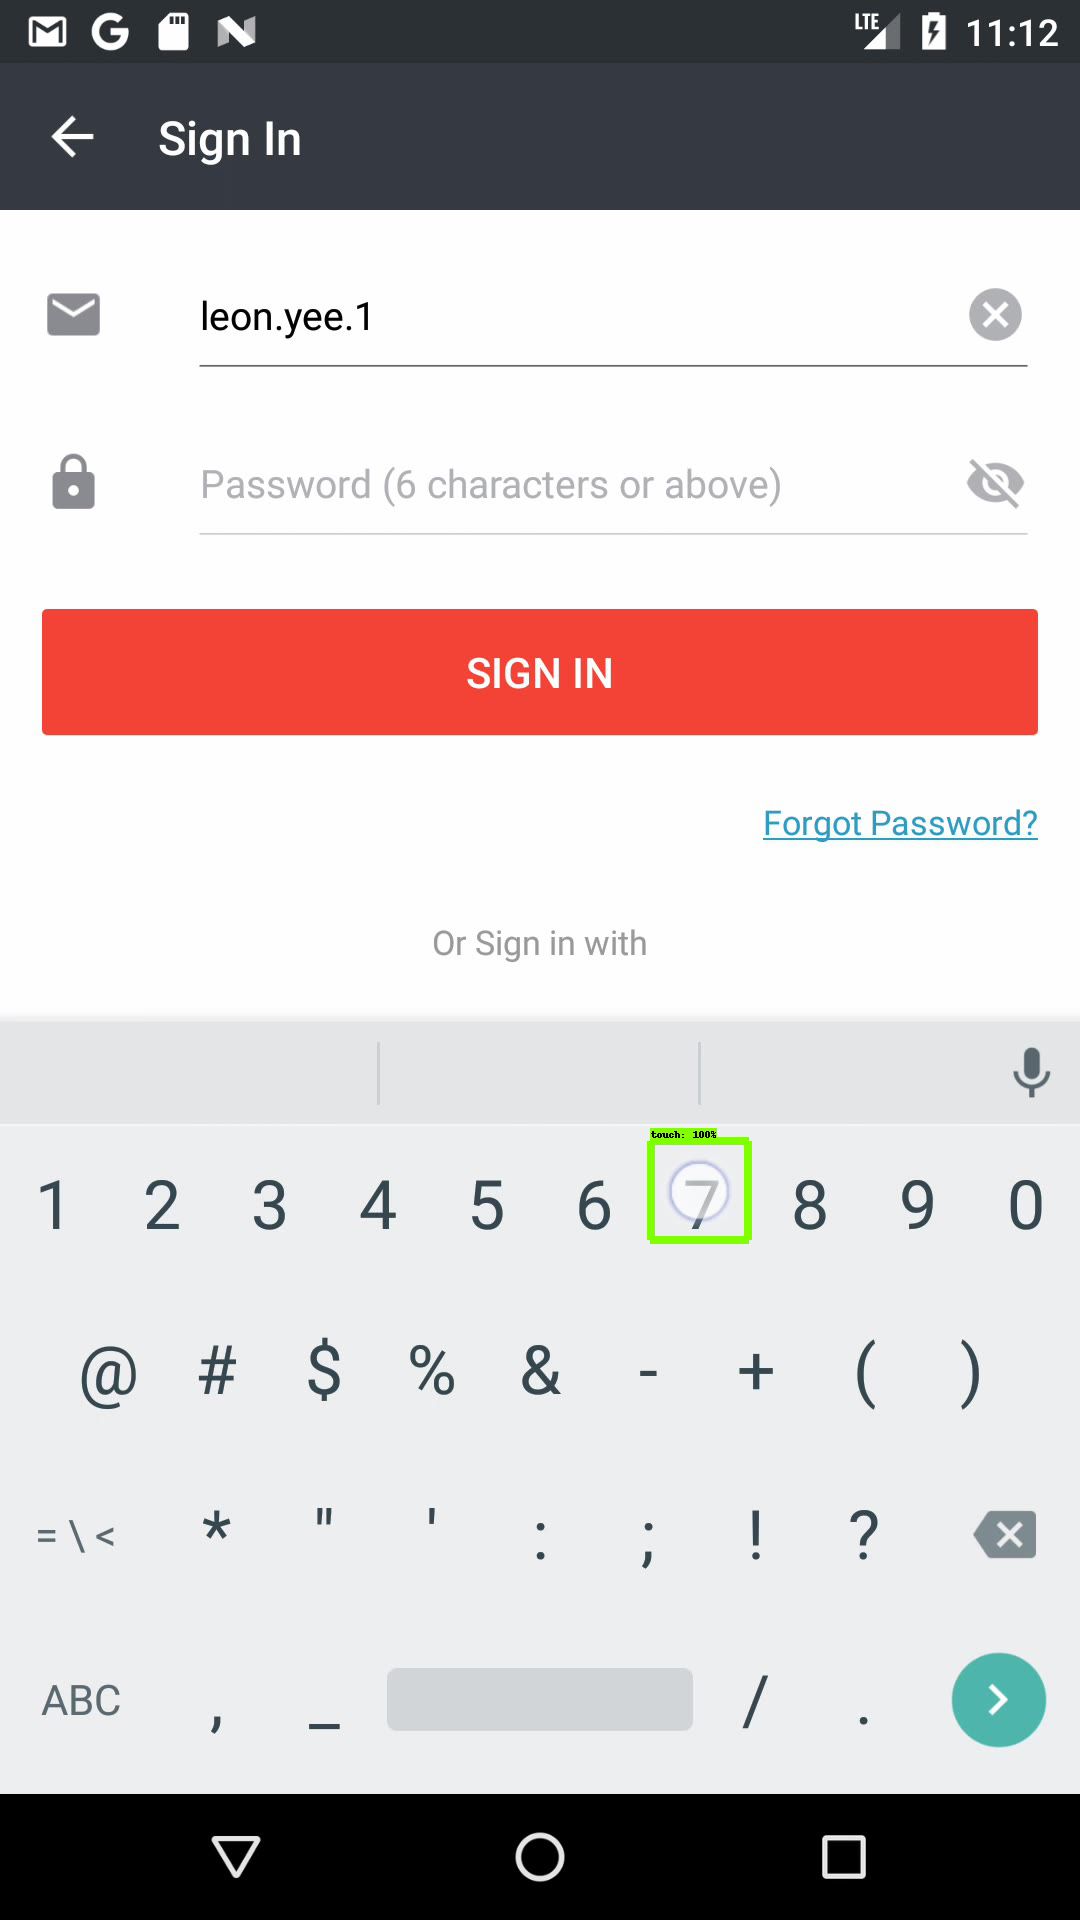 LTE 11:12
Sign In
leon.yee.1
Password (6 characters or above)
SIGN IN
Forgot Password?
Or Sign in with
touch: 100%
1 2 3 4 5 6 7 8 9 0
@ # $ % & - + ( )
= \ < * " ' : ; ! ?
ABC , _ / .